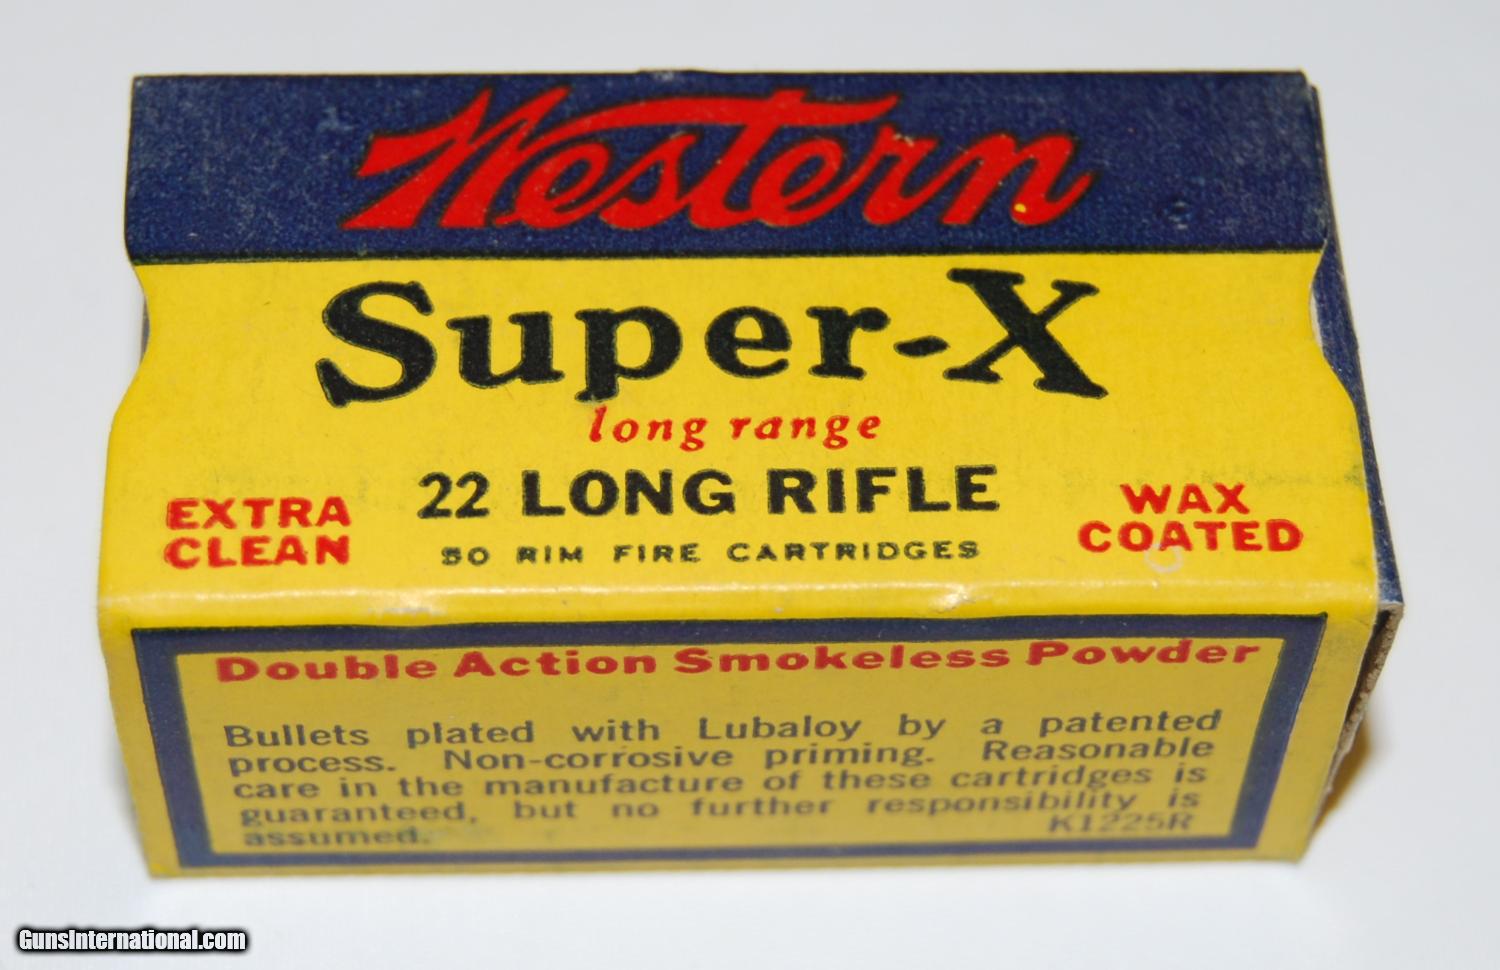 Western
Super-X
long range
22 LONG RIFLE
50 RIM FIRE CARTRIDGES
EXTRA
CLEAN
WAX
COATED
Double Action Smokeless Powder
Bullets plated with Lubaloy by a patented
process. Non-corrosive priming. Reasonable
care in the manufacture of these cartridges is
guaranteed, but no further responsibility is
assumed.
K1225R
GunsInternational.com